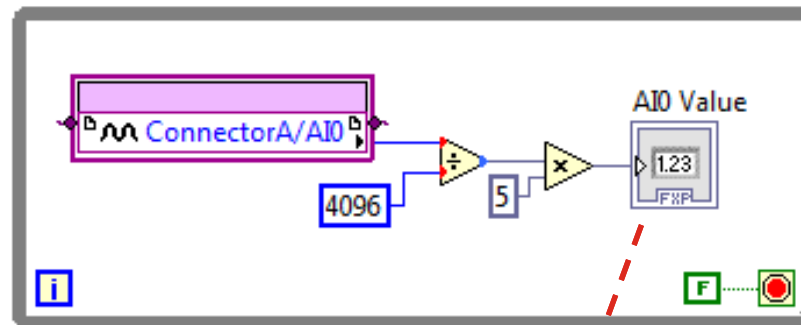 AI0 Value
ConnectorA/AI0
÷
×
1.23
4096
5
FXP
i
F